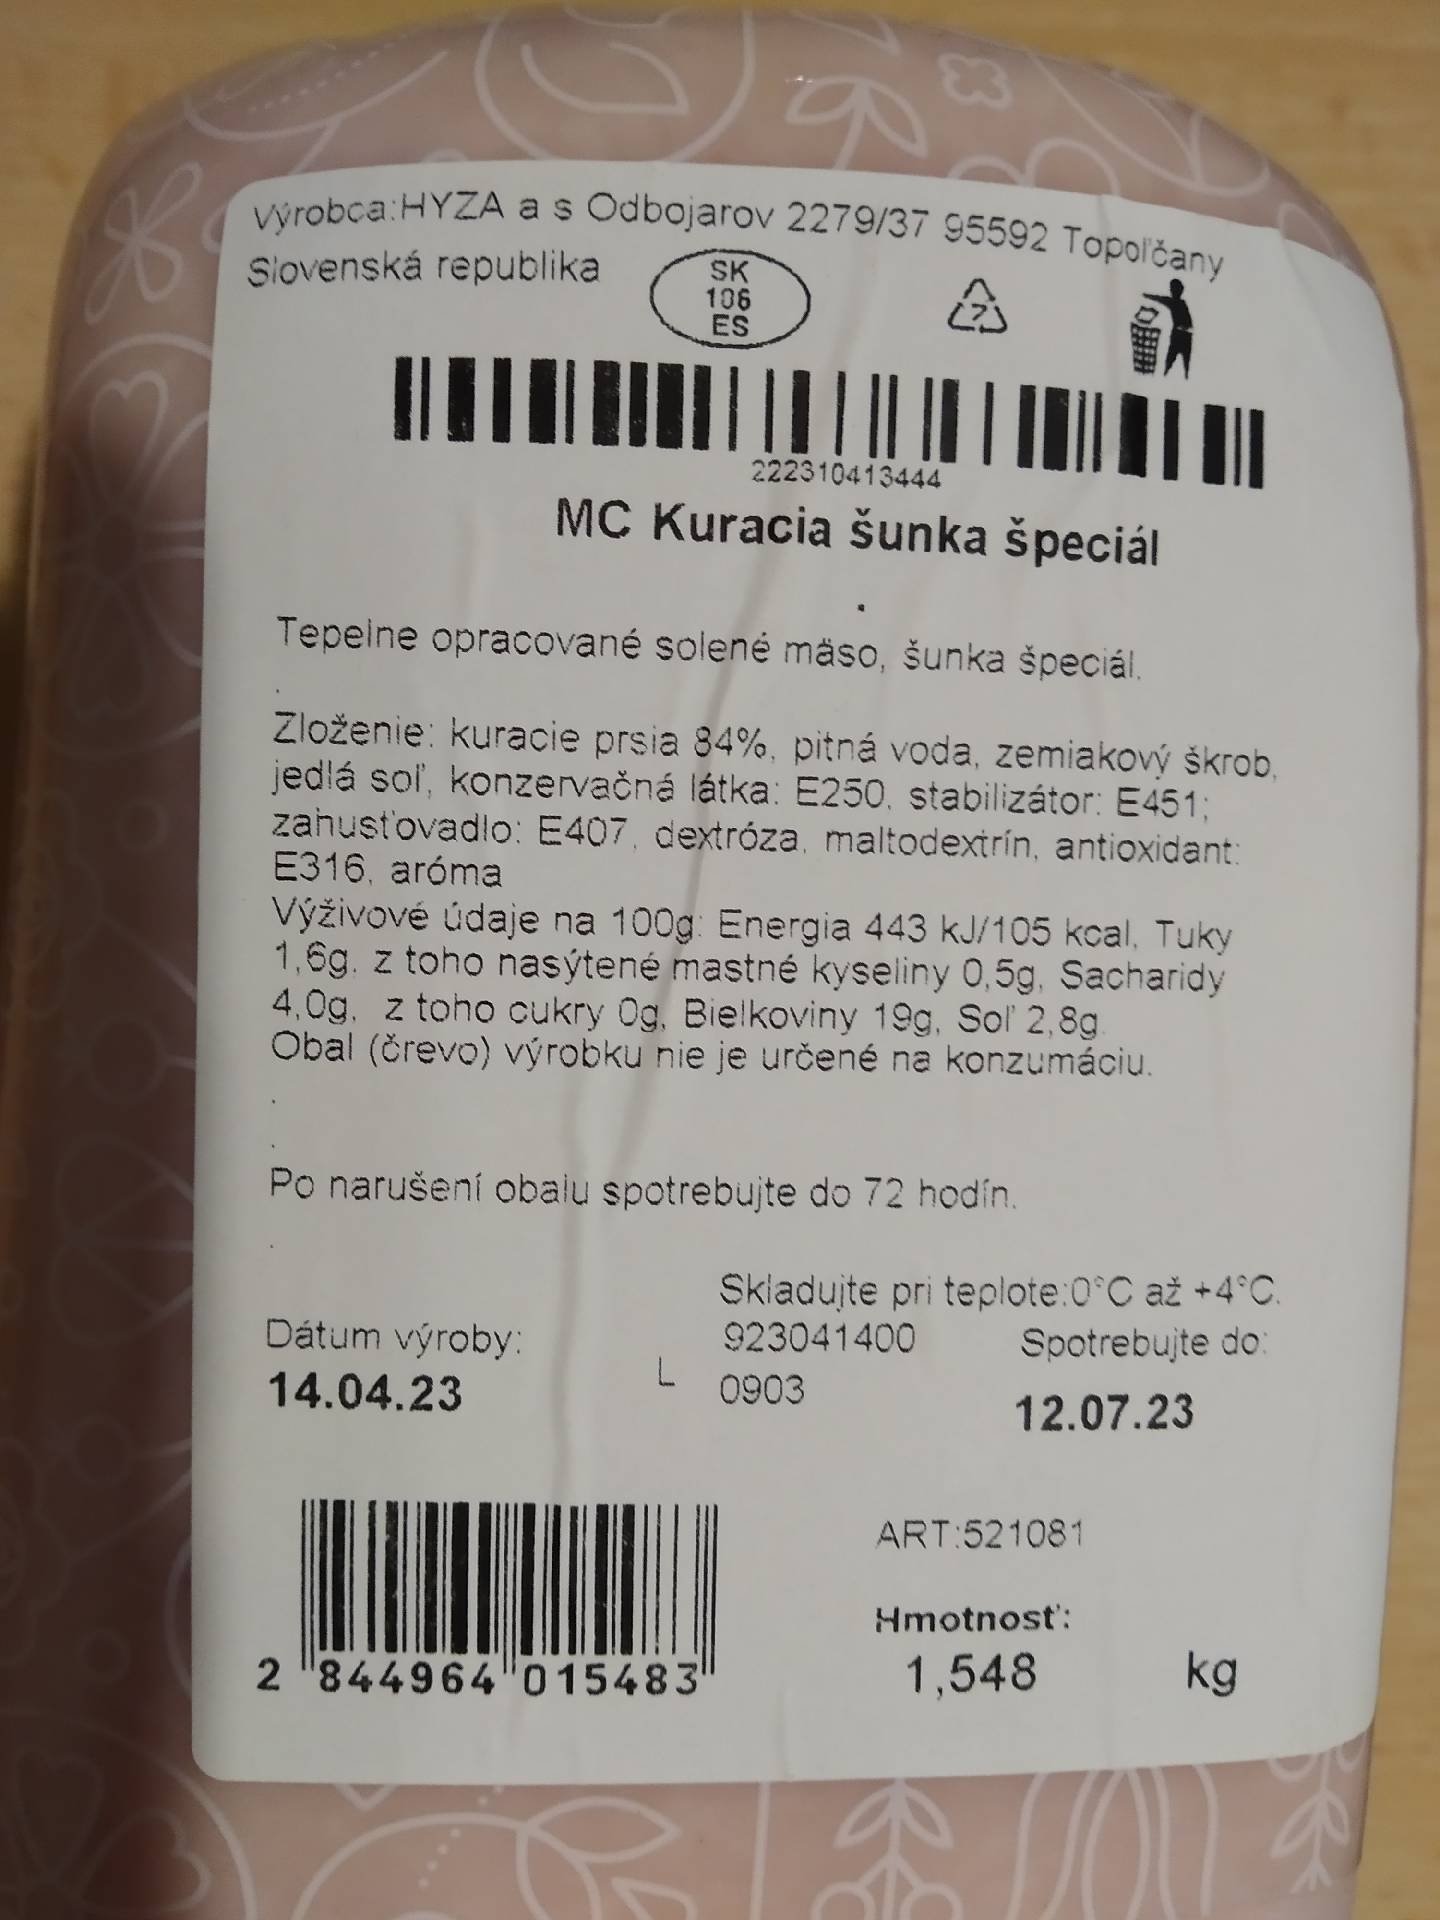 Výrobca:HYZA a s Odbojarov 2279/37 95592 Topoľčany
Slovenská republika
SK
106
ES
7
222310413444
MC Kuracia šunka špeciál
.
Tepelne opracované solené mäso, šunka špeciál.
.
Zloženie: kuracie prsia 84%, pitná voda, zemiakový škrob,
jedlá soľ, konzervačná látka: E250, stabilizátor: E451;
zahusťovadlo: E407, dextróza, maltodextrín, antioxidant:
E316, aróma
Výživové údaje na 100g: Energia 443 kJ/105 kcal, Tuky
1,6g, z toho nasýtené mastné kyseliny 0,5g, Sacharidy
4,0g, z toho cukry 0g, Bielkoviny 19g, Soľ 2,8g.
Obal (črevo) výrobku nie je určené na konzumáciu.
.
.
Po narušení obalu spotrebujte do 72 hodín.
.
Skladujte pri teplote:0°C až +4°C.
Dátum výroby:
14.04.23
L
923041400
0903
Spotrebujte do:
12.07.23
2 844964 015483
ART:521081
Hmotnosť:
1,548 kg